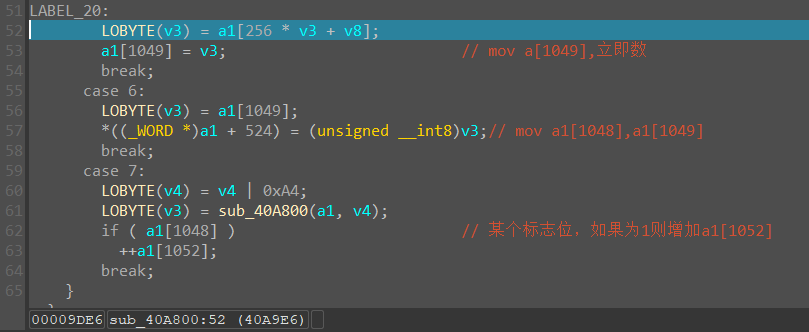 51 LABEL_20:
52 LOBYTE(v3) = a1[256 * v3 + v8];
53 a1[1049] = v3; // mov a[1049],立即数
54 break;
55 case 6:
56 LOBYTE(v3) = a1[1049];
57 *((_WORD *)a1 + 524) = (unsigned __int8)v3;// mov a1[1048],a1[1049]
58 break;
59 case 7:
60 LOBYTE(v4) = v4 | 0xA4;
61 LOBYTE(v3) = sub_40A800(a1, v4);
62 if ( a1[1048] ) // 某个标志位，如果为1则增加a1[1052]
63 ++a1[1052];
64 break;
65 }
00009DE6 sub_40A800:52 (40A9E6)